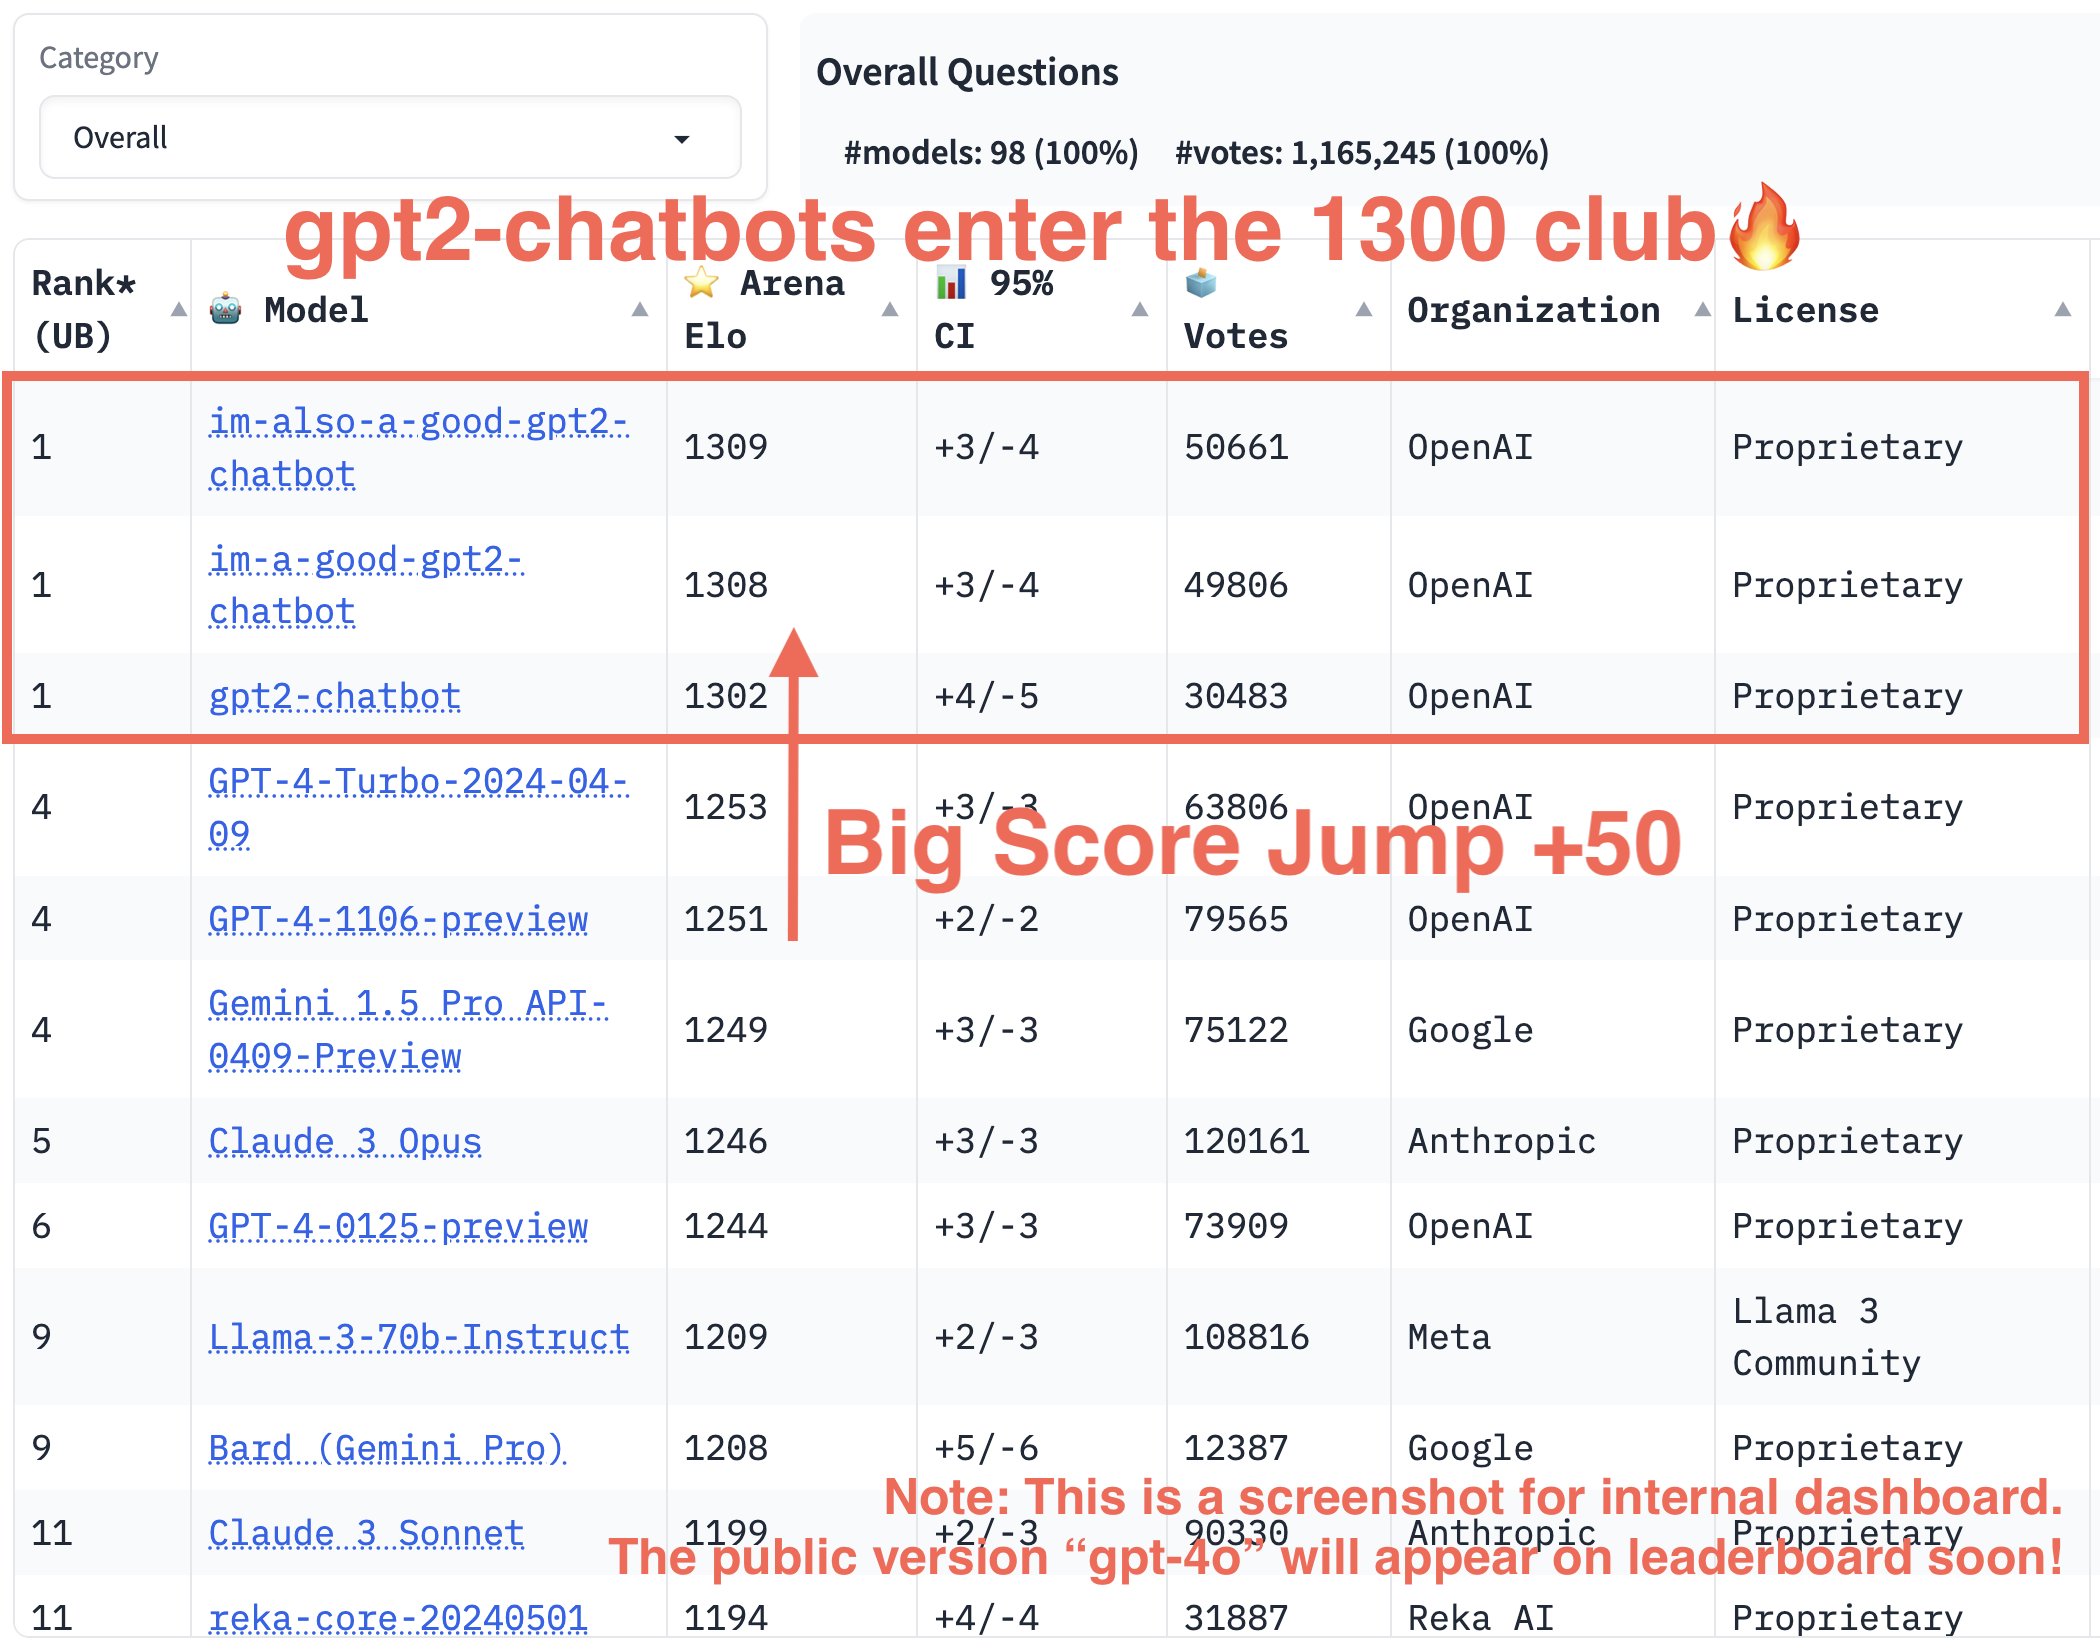 Category
Overall
Overall Questions
#models: 98 (100%) #votes: 1,165,245 (100%)
gpt2-chatbots enter the 1300 club🔥
Rank* (UB) 🤖 Model ⭐ Arena Elo 📊 95% CI 🗳️ Votes Organization License
1 im-also-a-good-gpt2-chatbot 1309 +3/-4 50661 OpenAI Proprietary
1 im-a-good-gpt2-chatbot 1308 +3/-4 49806 OpenAI Proprietary
1 gpt2-chatbot 1302 +4/-5 30483 OpenAI Proprietary
4 GPT-4-Turbo-2024-04-09 1253 +3/-3 63806 OpenAI Proprietary
Big Score Jump +50
4 GPT-4-1106-preview 1251 +2/-2 79565 OpenAI Proprietary
4 Gemini 1.5 Pro API-0409-Preview 1249 +3/-3 75122 Google Proprietary
5 Claude 3 Opus 1246 +3/-3 120161 Anthropic Proprietary
6 GPT-4-0125-preview 1244 +3/-3 73909 OpenAI Proprietary
9 Llama-3-70b-Instruct 1209 +2/-3 108816 Meta Llama 3 Community
9 Bard (Gemini Pro) 1208 +5/-6 12387 Google Proprietary
Note: This is a screenshot for internal dashboard.
11 Claude 3 Sonnet 1199 +2/-3 90330 Anthropic Proprietary
The public version “gpt-4o” will appear on leaderboard soon!
11 reka-core-20240501 1194 +4/-4 31887 Reka AI Proprietary